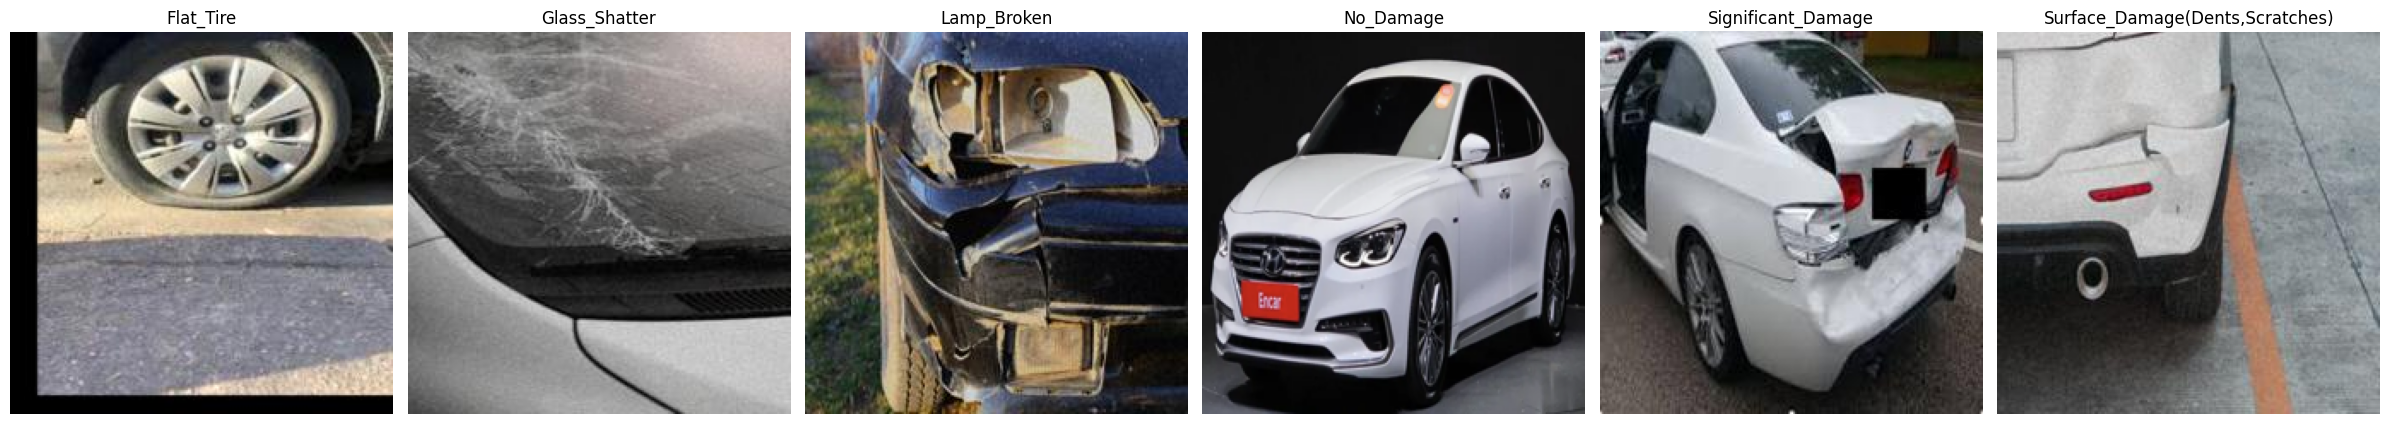 Flat_Tire
Glass_Shatter
Lamp_Broken
No_Damage
Significant_Damage
Surface_Damage(Dents,Scratches)
Encar